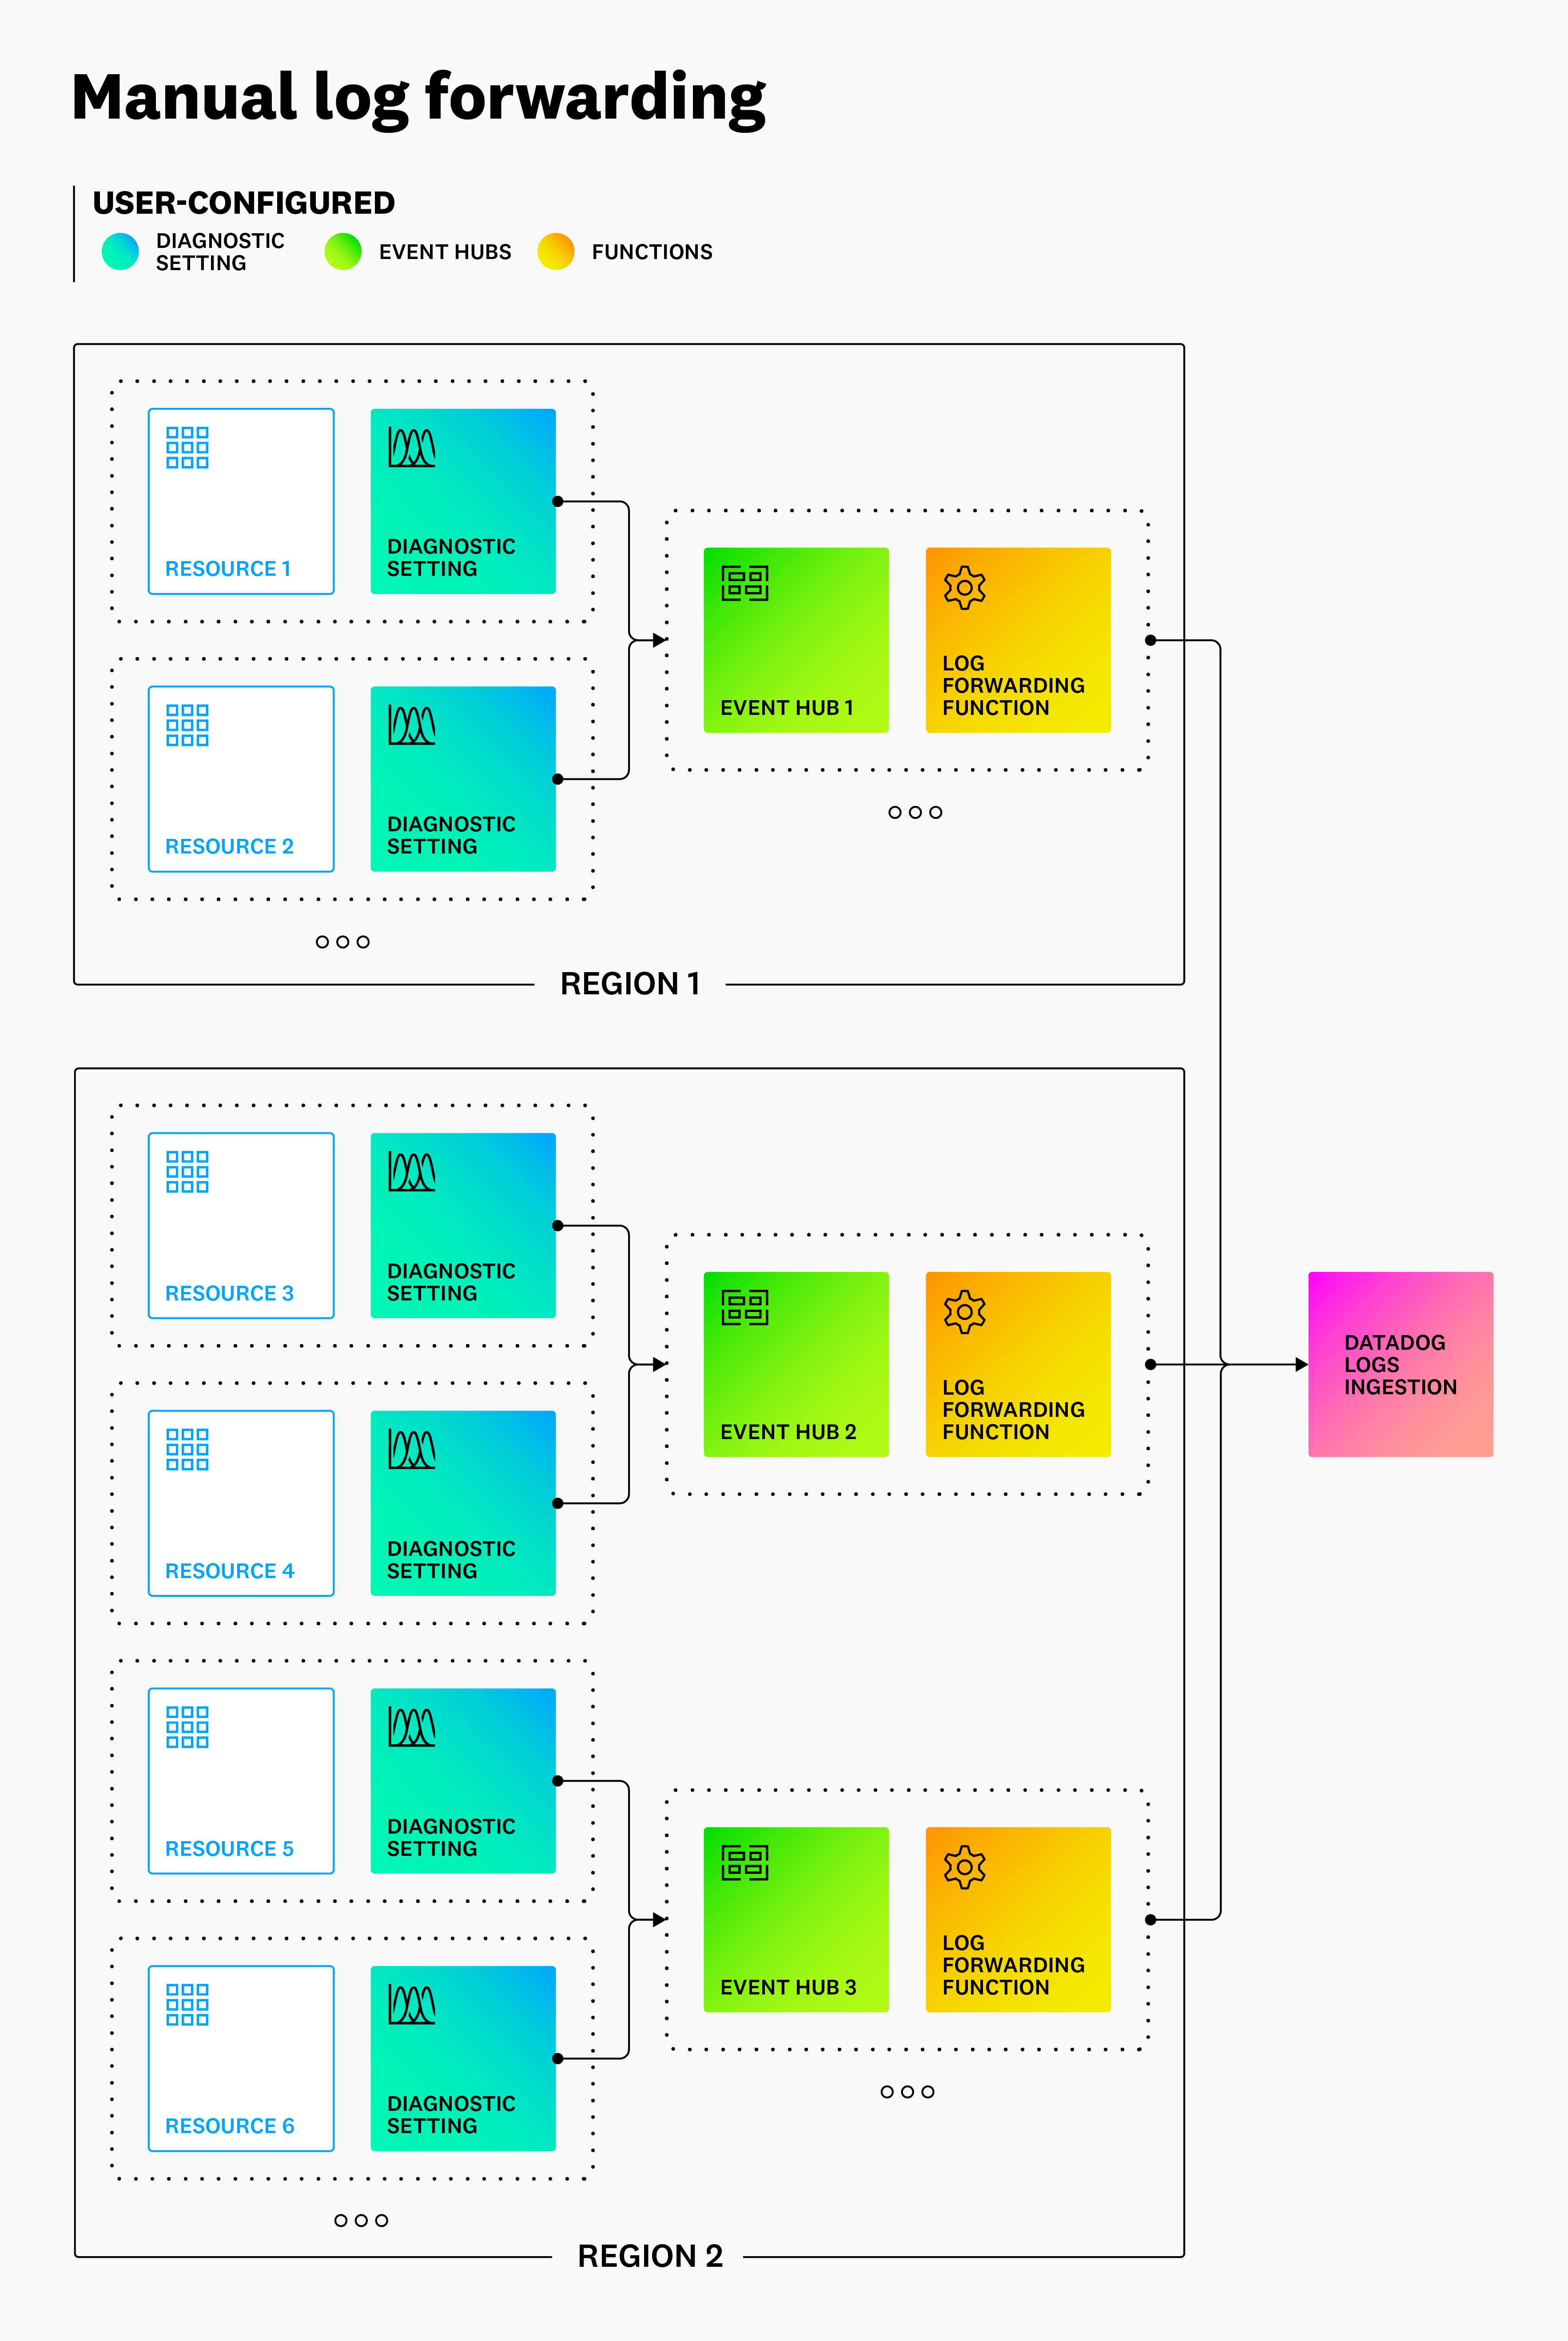 Manual log forwarding
USER-CONFIGURED
DIAGNOSTIC
SETTING
EVENT HUBS
FUNCTIONS
RESOURCE 1
DIAGNOSTIC
SETTING
RESOURCE 2
DIAGNOSTIC
SETTING
EVENT HUB 1
LOG
FORWARDING
FUNCTION
REGION 1
RESOURCE 3
DIAGNOSTIC
SETTING
RESOURCE 4
DIAGNOSTIC
SETTING
EVENT HUB 2
LOG
FORWARDING
FUNCTION
RESOURCE 5
DIAGNOSTIC
SETTING
RESOURCE 6
DIAGNOSTIC
SETTING
EVENT HUB 3
LOG
FORWARDING
FUNCTION
REGION 2
DATADOG
LOGS
INGESTION